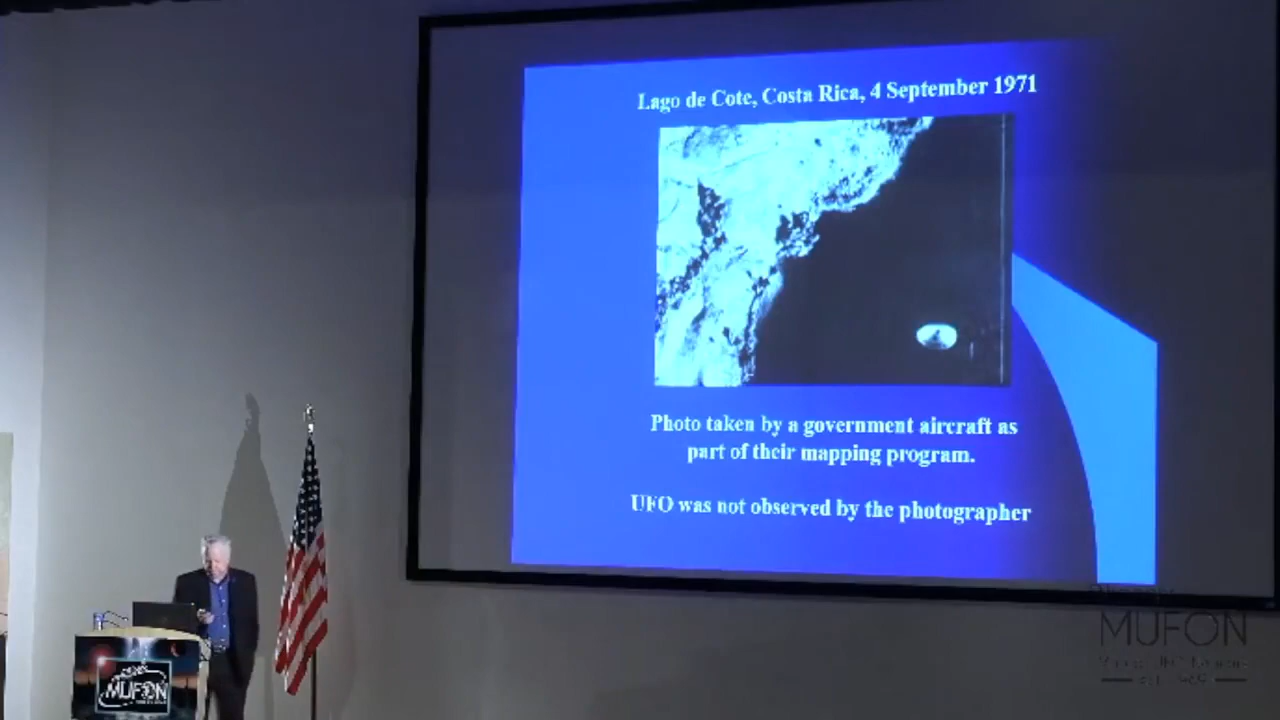 Lago de Cote, Costa Rica, 4 September 1971
Photo taken by a government aircraft as
part of their mapping program.
UFO was not observed by the photographer
MUFON
MUFON